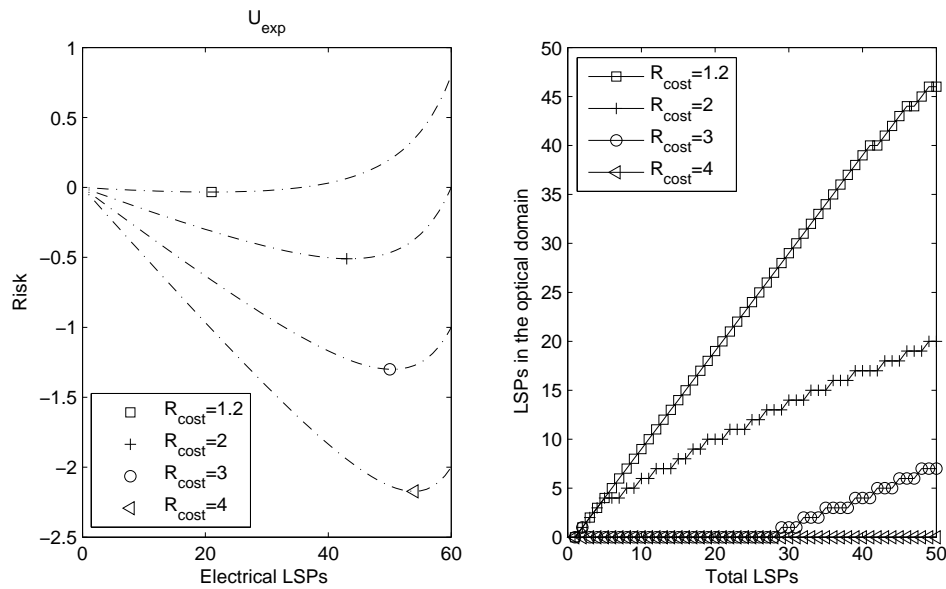 U_exp
1
0.5
0
−0.5
−1
−1.5
−2
−2.5
Risk
R_cost=1.2
R_cost=2
R_cost=3
R_cost=4
0 20 40 60
Electrical LSPs
50
45
40
35
30
25
20
15
10
5
0
LSPs in the optical domain
R_cost=1.2
R_cost=2
R_cost=3
R_cost=4
0 10 20 30 40 50
Total LSPs